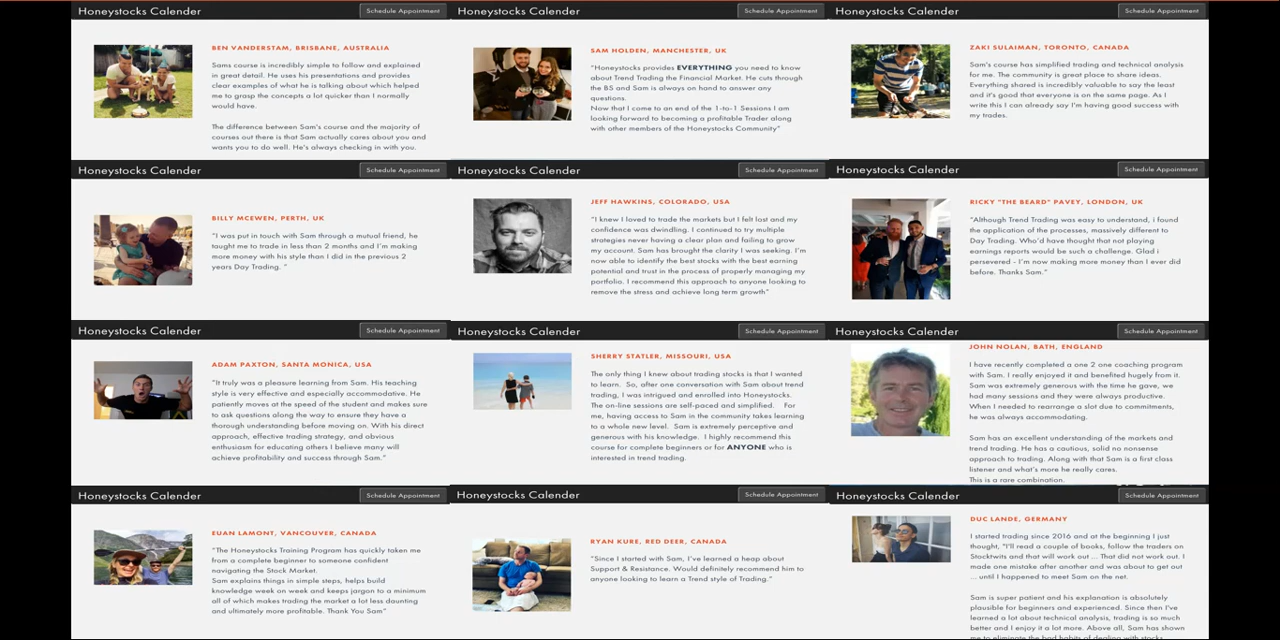 Honeystocks Calender
Schedule Appointment
BEN VANDERSTAM, BRISBANE, AUSTRALIA
Sams course is incredibly simple to follow and explained
in great detail. He uses his presentations and provides
clear examples of what he is talking about which helped
me to grasp the concepts a lot quicker than I normally
would have.
The difference between Sam's course and the majority of
courses out there is that Sam actually cares about you and
wants you to do well. He's always checking in with you.
Honeystocks Calender
Schedule Appointment
SAM HOLDEN, MANCHESTER, UK
"Honeystocks provides EVERYTHING you need to know
about Trend Trading the Financial Market. He cuts through
the BS and Sam is always on hand to answer any
questions.
Now that I come to an end of the 1-to-1 Sessions I am
looking forward to becoming a profitable Trader along
with other members of the Honeystocks Community"
Honeystocks Calender
Schedule Appointment
ZAKI SULAIMAN, TORONTO, CANADA
Sam's course has simplified trading and technical analysis
for me. The community is great place to share ideas.
Everything shared is incredibly valuable to say the least
and it's good that everyone is on the same page. As I
write this I can already say I'm having good success with
my trades.
Honeystocks Calender
Schedule Appointment
BILLY MCEWEN, PERTH, UK
"I was put in touch with Sam through a mutual friend, he
taught me to trade in less than 2 months and I'm making
more money with his style than I did in the previous 2
years Day Trading. "
Honeystocks Calender
Schedule Appointment
JEFF HAWKINS, COLORADO, USA
"I knew I loved to trade the markets but I felt lost and my
confidence was dwindling. I continued to try multiple
strategies never having a clear plan and failing to grow
my account. Sam has brought the clarity I was seeking. I'm
now able to identify the best stocks with the best earning
potential and trust in the process of properly managing my
portfolio. I recommend this approach to anyone looking to
remove the stress and achieve long term growth"
Honeystocks Calender
Schedule Appointment
RICKY "THE BEARD" PAVEY, LONDON, UK
"Although Trend Trading was easy to understand, i found
the application of the processes, massively different to
Day Trading. Who'd have thought that not playing
earnings reports would be such a challenge. Glad i
persevered - I'm now making more money than I ever did
before. Thanks Sam."
Honeystocks Calender
Schedule Appointment
ADAM PAXTON, SANTA MONICA, USA
"It truly was a pleasure learning from Sam. His teaching
style is very effective and especially accommodative. He
patiently moves at the speed of the student and makes sure
to ask questions along the way to ensure they have a
thorough understanding before moving on. With his direct
approach, effective trading strategy, and obvious
enthusiasm for educating others I believe many will
achieve profitability and success through Sam."
Honeystocks Calender
Schedule Appointment
SHERRY STATLER, MISSOURI, USA
The only thing I knew about trading stocks is that I wanted
to learn. So, after one conversation with Sam about trend
trading, I was intrigued and enrolled into Honeystocks.
The on-line sessions are self-paced and simplified. For
me, having access to Sam in the community takes learning
to a whole new level. Sam is extremely perceptive and
generous with his knowledge. I highly recommend this
course for complete beginners or for ANYONE who is
interested in trend trading.
Honeystocks Calender
Schedule Appointment
JOHN NOLAN, BATH, ENGLAND
I have recently completed a one 2 one coaching program
with Sam. I really enjoyed it and benefited hugely from it.
Sam was extremely generous with the time he gave, we
had many sessions and they were always productive.
When I needed to rearrange a slot due to commitments,
he was always accommodating.
Sam has an excellent understanding of the markets and
trend trading. He has a cautious, solid no nonsense
approach to trading. Along with that Sam is a first class
listener and what's more he really cares.
This is a rare combination.
Honeystocks Calender
Schedule Appointment
EUAN LAMONT, VANCOUVER, CANADA
"The Honeystocks Training Program has quickly taken me
from a complete beginner to someone confident
navigating the Stock Market.
Sam explains things in simple steps, helps build
knowledge week on week and keeps jargon to a minimum
all of which makes trading the market a lot less daunting
and ultimately more profitable. Thank You Sam"
Honeystocks Calender
Schedule Appointment
RYAN KURE, RED DEER, CANADA
"Since I started with Sam, I've learned a heap about
Support & Resistance. Would definitely recommend him to
anyone looking to learn a Trend style of Trading."
Honeystocks Calender
Schedule Appointment
DUC LANDE, GERMANY
I started trading since 2016 and at the beginning I just
thought, "I'll read a couple of books, follow the traders on
Stocktwits and that will work out ... That did not work out. I
made one mistake after another and was about to get out
... until I happened to meet Sam on the net.
Sam is super patient and his explanation is absolutely
plausible for beginners and experienced. Since then I've
learned a lot about technical analysis, trading is so much
better and I enjoy it a lot more. Above all, Sam has shown
me to eliminate the bad habits of dealing with stocks